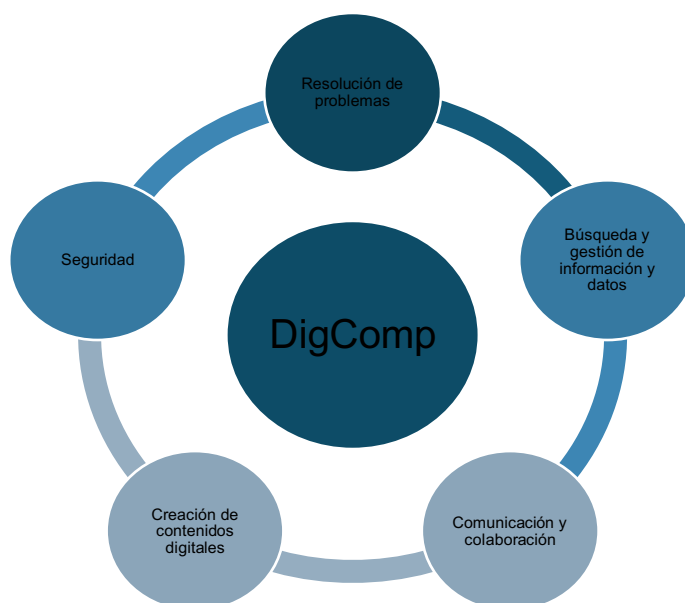 Resolución de
problemas
Búsqueda y
gestión de
información y
datos
Seguridad
DigComp
Creación de
contenidos
digitales
Comunicación y
colaboración